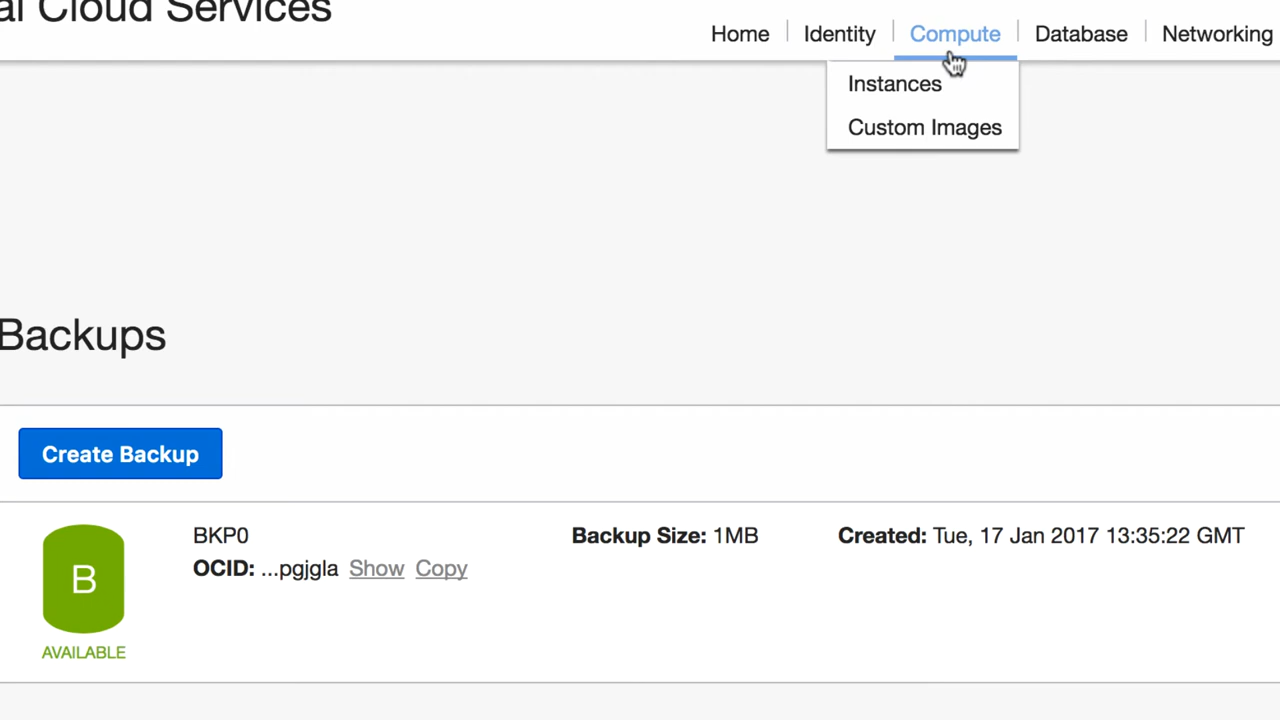 al Cloud Services
Home Identity Compute Database Networking
Instances
Custom Images
Backups
Create Backup
B
AVAILABLE
BKP0
OCID: ...pgjgla Show Copy
Backup Size: 1MB
Created: Tue, 17 Jan 2017 13:35:22 GMT